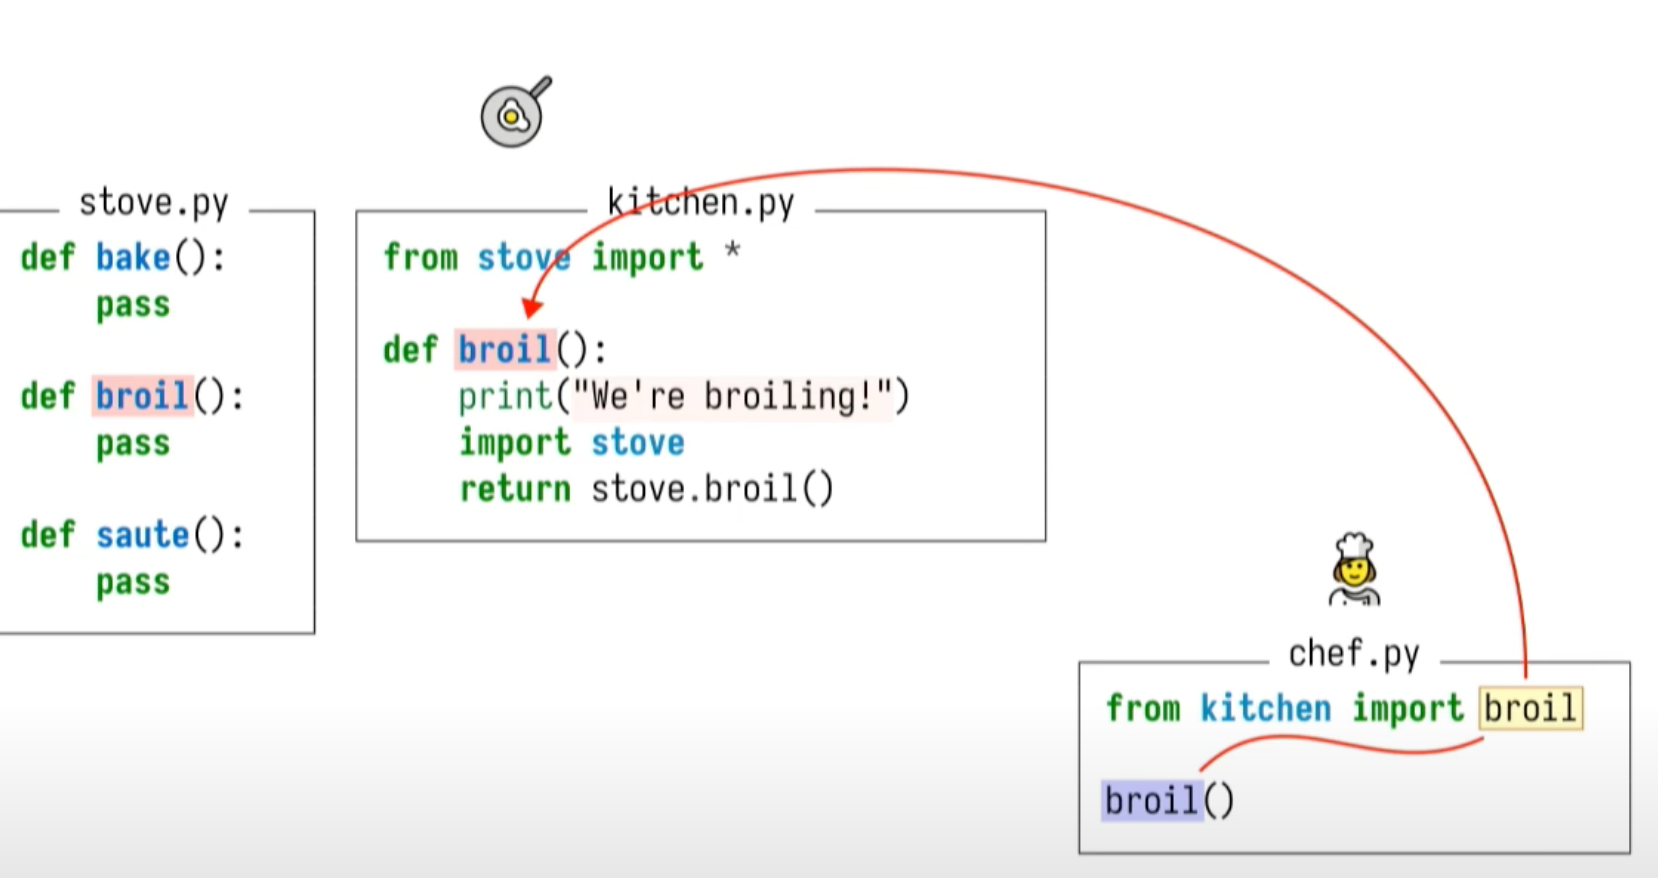 stove.py
def bake():
    pass
def broil():
    pass
def saute():
    pass
kitchen.py
from stove import *
def broil():
    print("We're broiling!")
    import stove
    return stove.broil()
chef.py
from kitchen import broil
broil()